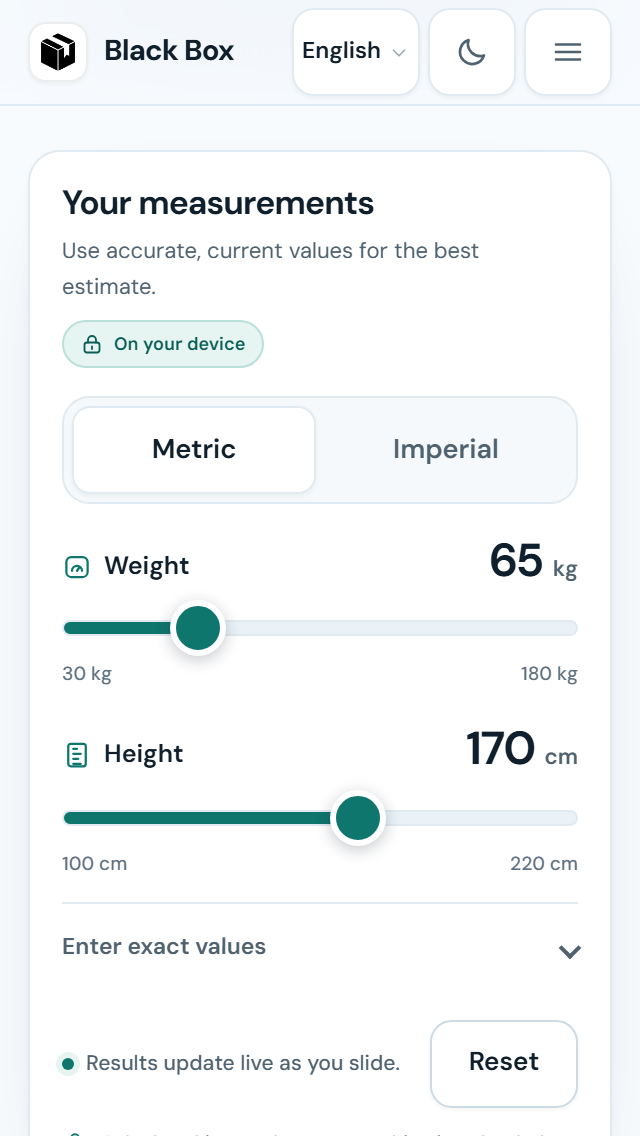 Black Box
English
Your measurements
Use accurate, current values for the best
estimate.
On your device
Metric
Imperial
Weight
65 kg
30 kg
180 kg
Height
170 cm
100 cm
220 cm
Enter exact values
Results update live as you slide.
Reset